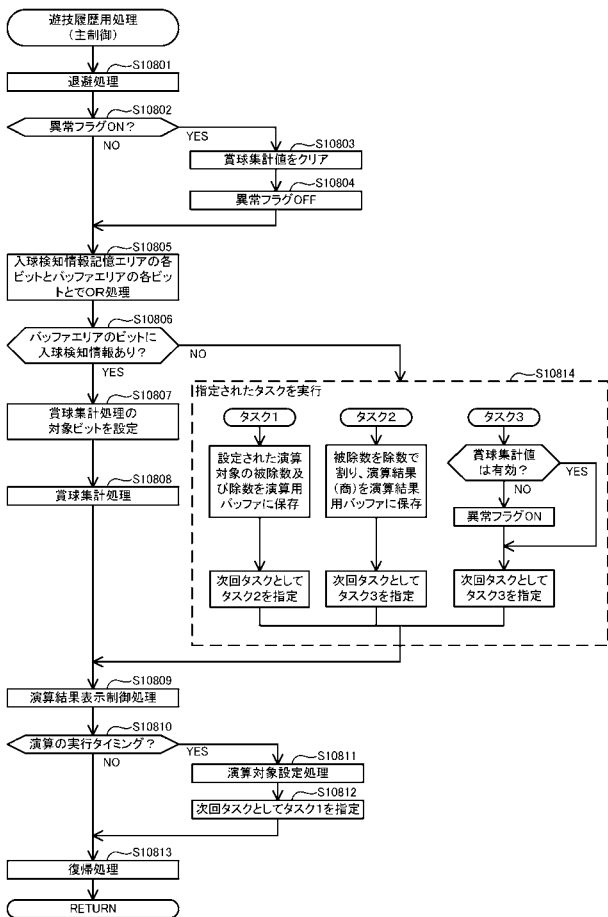 遊技履歴用処理
（主制御）
S10801
退避処理
S10802
異常フラグON？
YES
NO
S10803
賞球集計値をクリア
S10804
異常フラグOFF
S10805
入球検知情報記憶エリアの各
ビットとバッファエリアの各ビッ
トとでOR処理
S10806
バッファエリアのビットに
入球検知情報あり？
NO
YES
S10807
賞球集計処理の
対象ビットを設定
S10808
賞球集計処理
S10814
指定されたタスクを実行
タスク1
設定された演算
対象の被除数及
び除数を演算用
バッファに保存
次回タスクとして
タスク2を指定
タスク2
被除数を除数で
割り、演算結果
（商）を演算結果
用バッファに保存
次回タスクとして
タスク3を指定
タスク3
賞球集計値
は有効？
YES
NO
異常フラグON
次回タスクとして
タスク3を指定
S10809
演算結果表示制御処理
S10810
演算の実行タイミング？
YES
NO
S10811
演算対象設定処理
S10812
次回タスクとしてタスク1を指定
S10813
復帰処理
RETURN